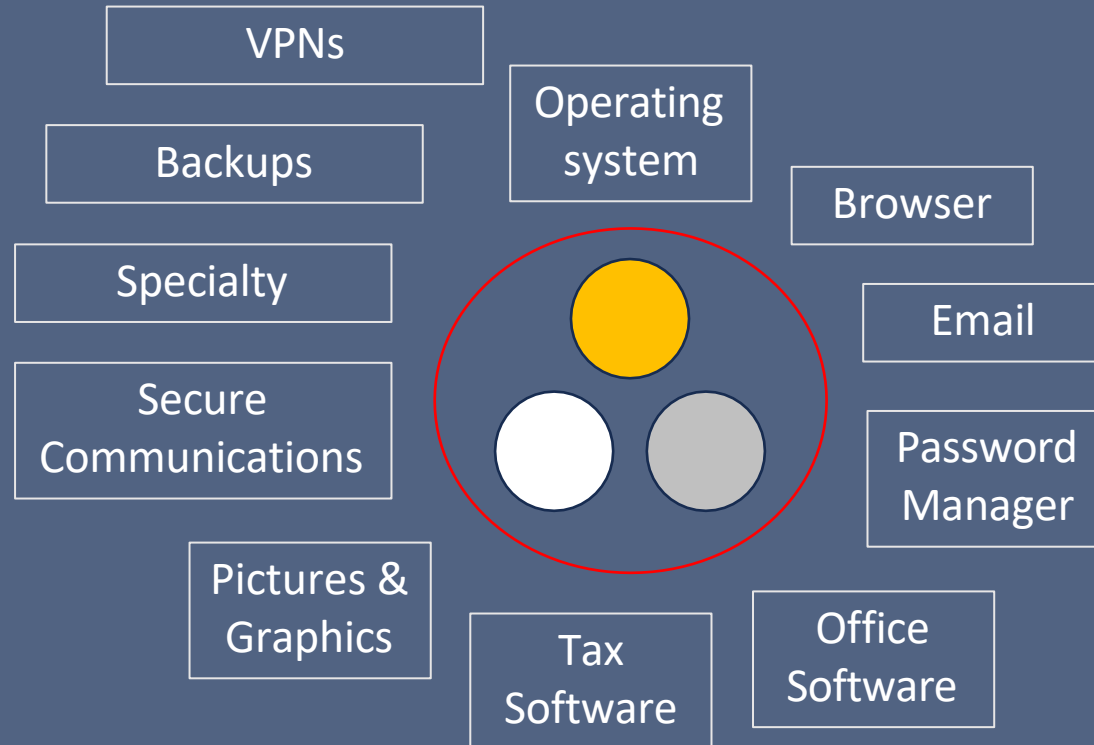 VPNs
Operating
system
Backups
Browser
Specialty
Email
Secure
Communications
Password
Manager
Pictures &
Graphics
Office
Software
Tax
Software